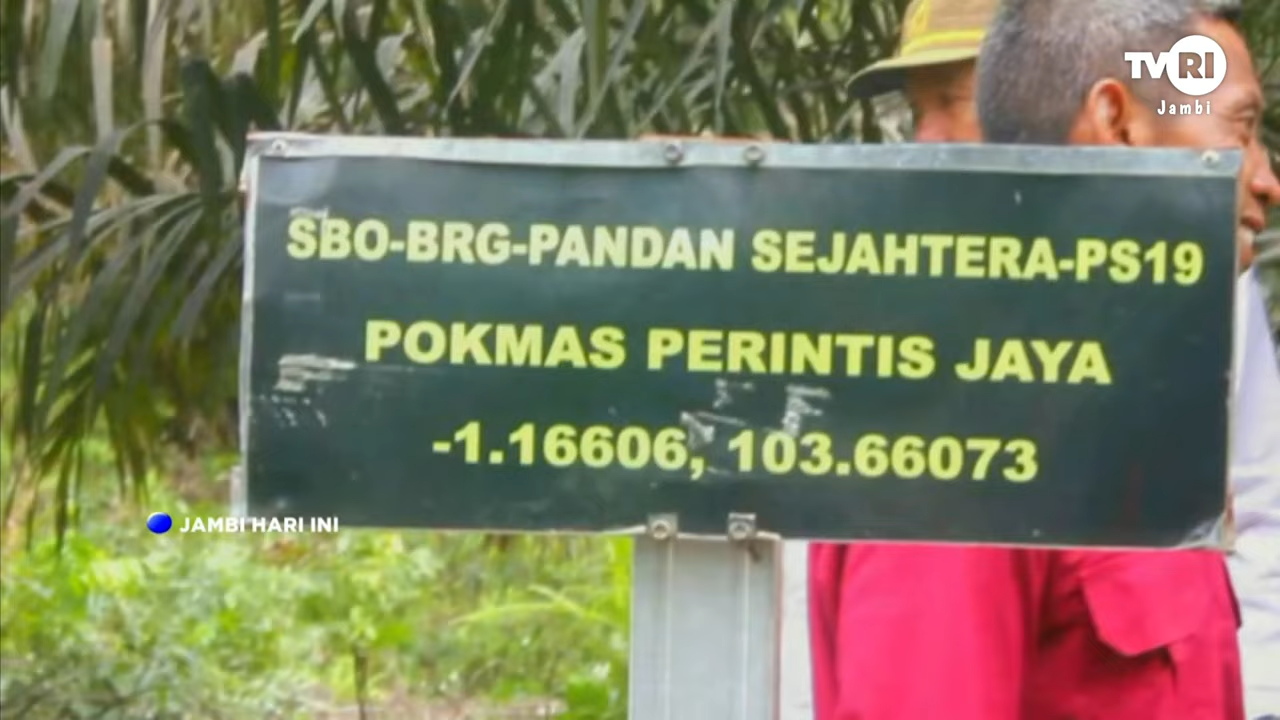 TVRI
Jambi
SBO-BRG-PANDAN SEJAHTERA-PS19
POKMAS PERINTIS JAYA
-1.16606, 103.66073
JAMBI HARI INI